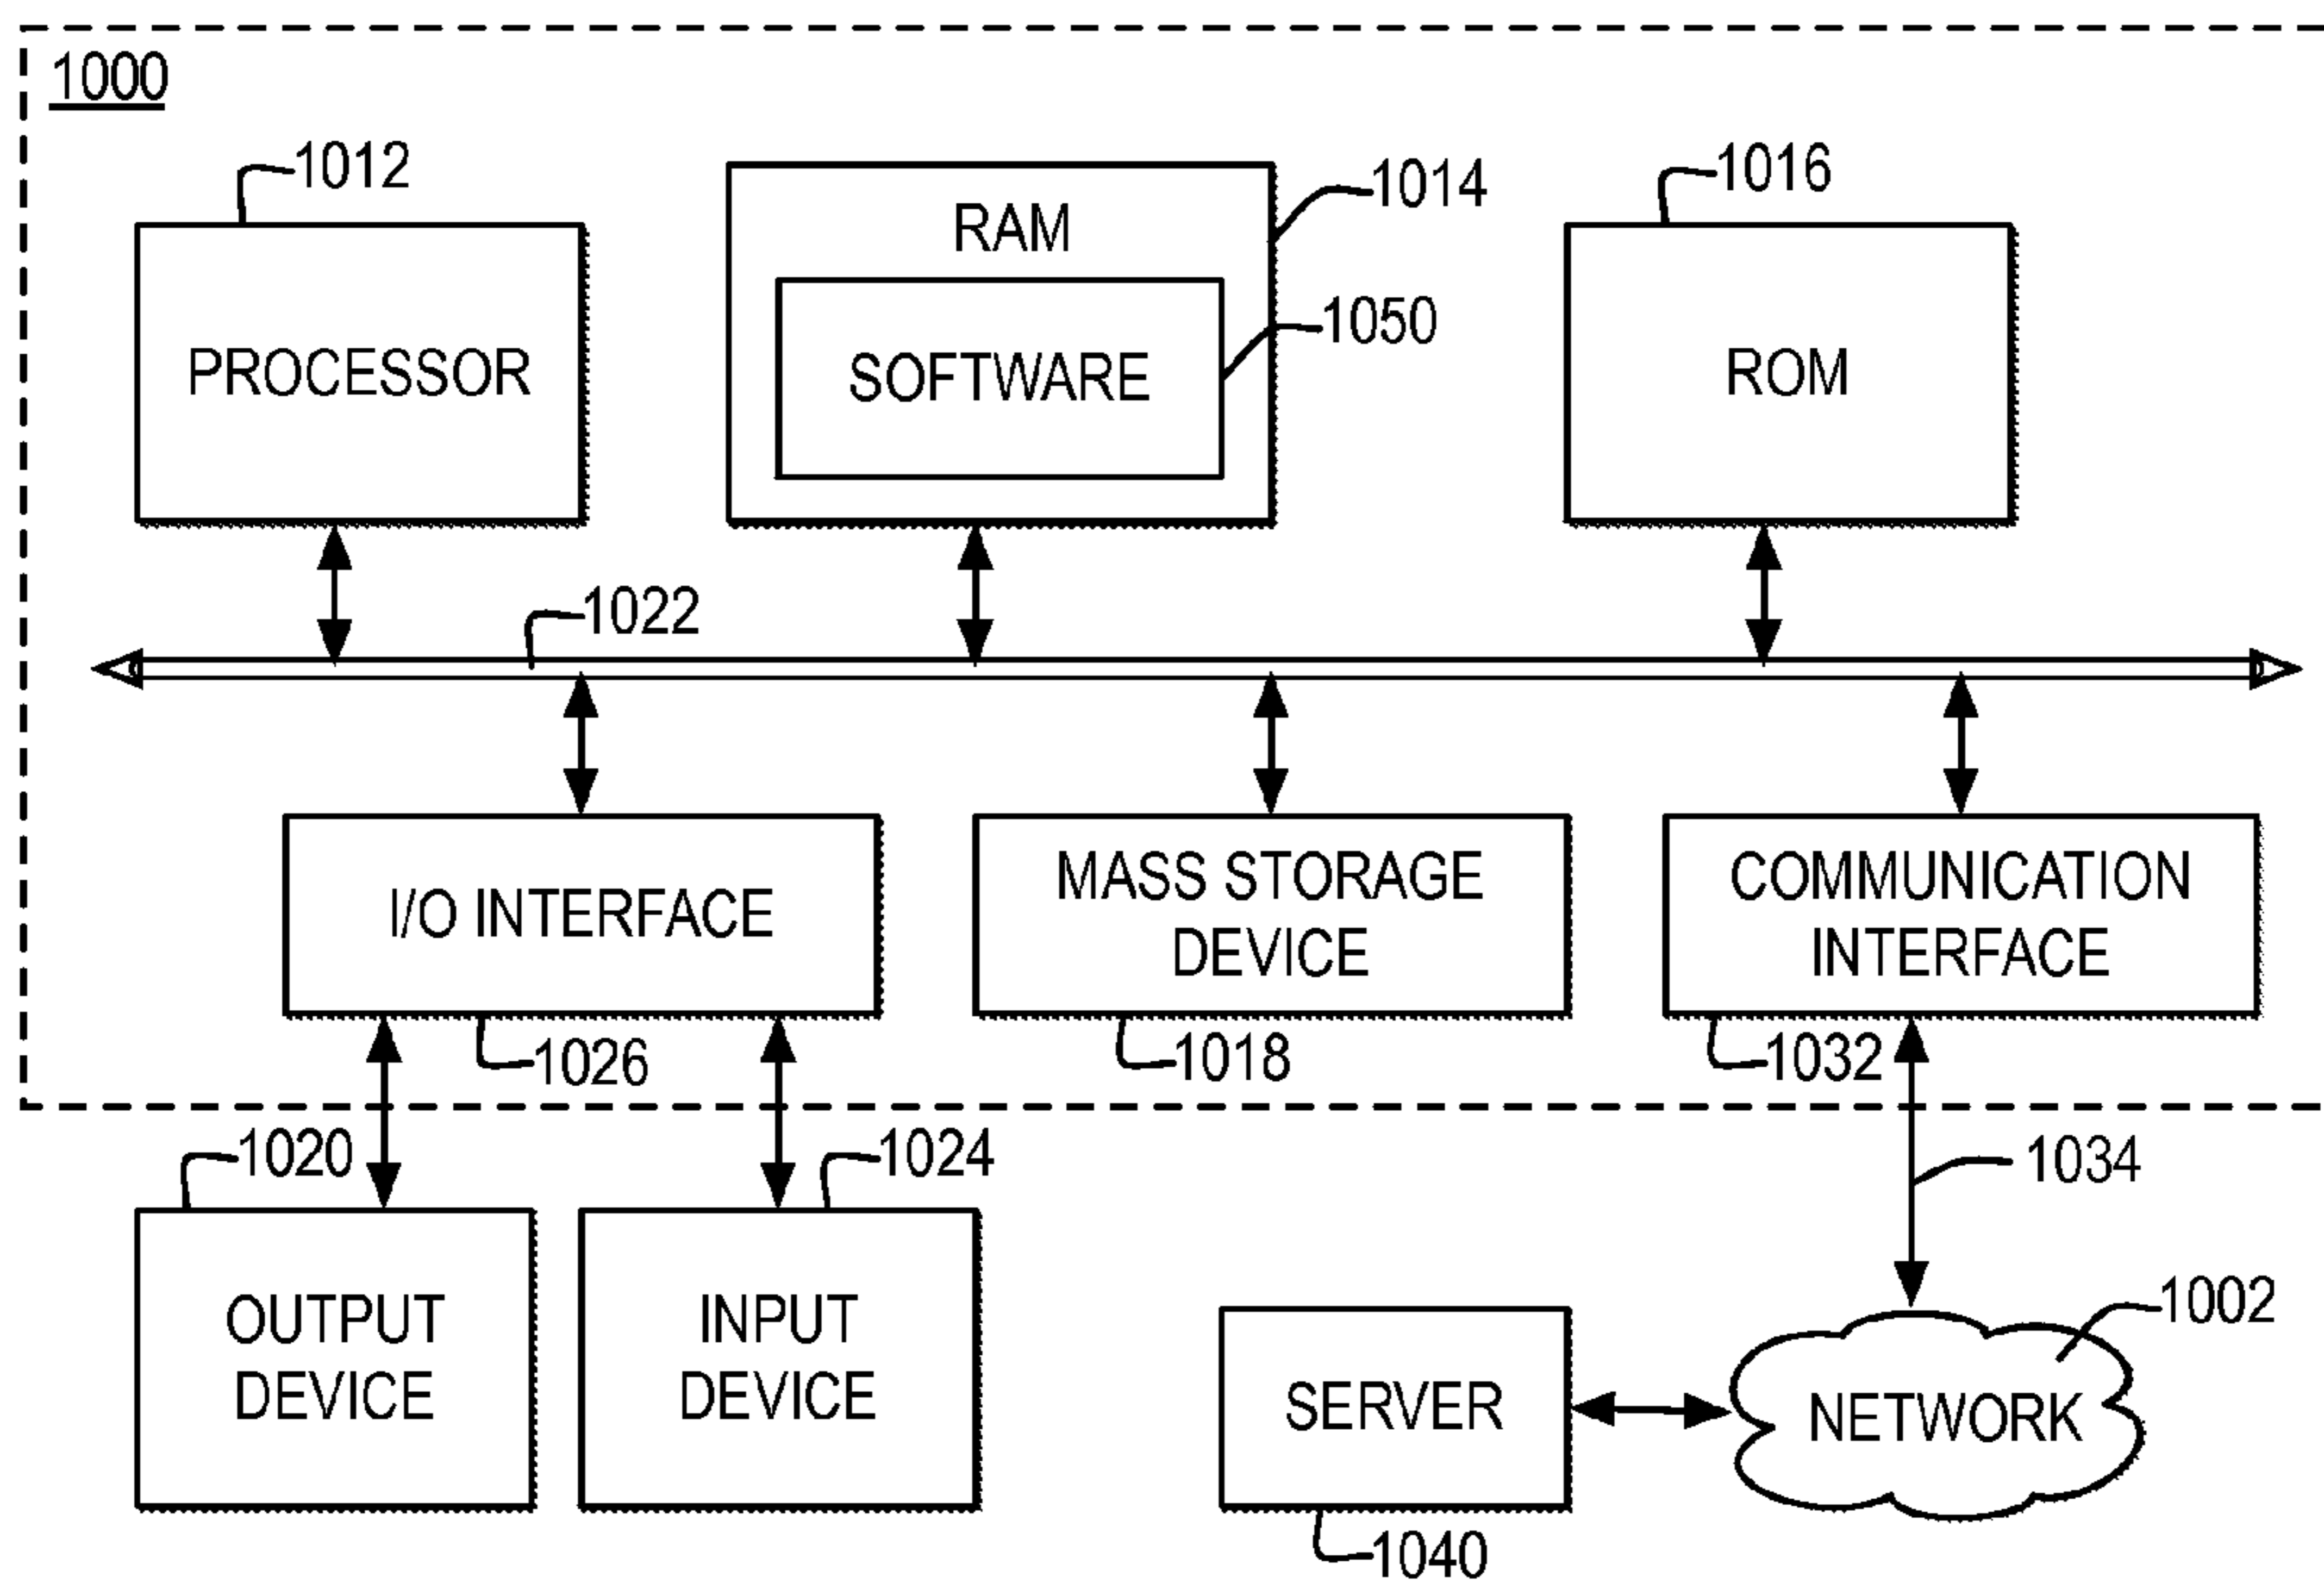 1000
1012
1014
1016
RAM
1050
PROCESSOR
SOFTWARE
ROM
1022
I/O INTERFACE
MASS STORAGE
DEVICE
COMMUNICATION
INTERFACE
1026
1018
1032
1020
1024
1034
OUTPUT
DEVICE
INPUT
DEVICE
1002
SERVER
NETWORK
1040